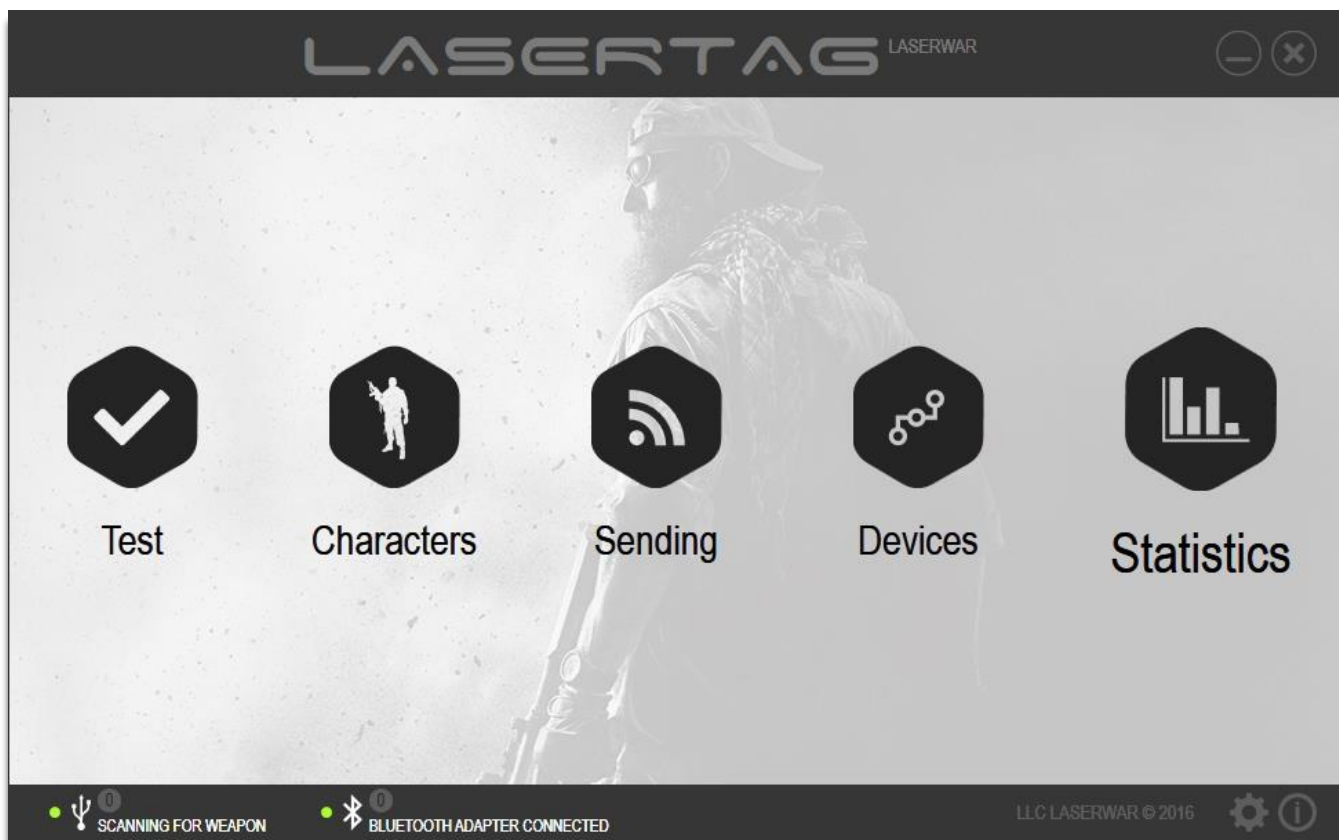 LASERTAG LASERWAR
Test
Characters
Sending
Devices
Statistics
0
SCANNING FOR WEAPON
0
BLUETOOTH ADAPTER CONNECTED
LLC LASERWAR © 2016